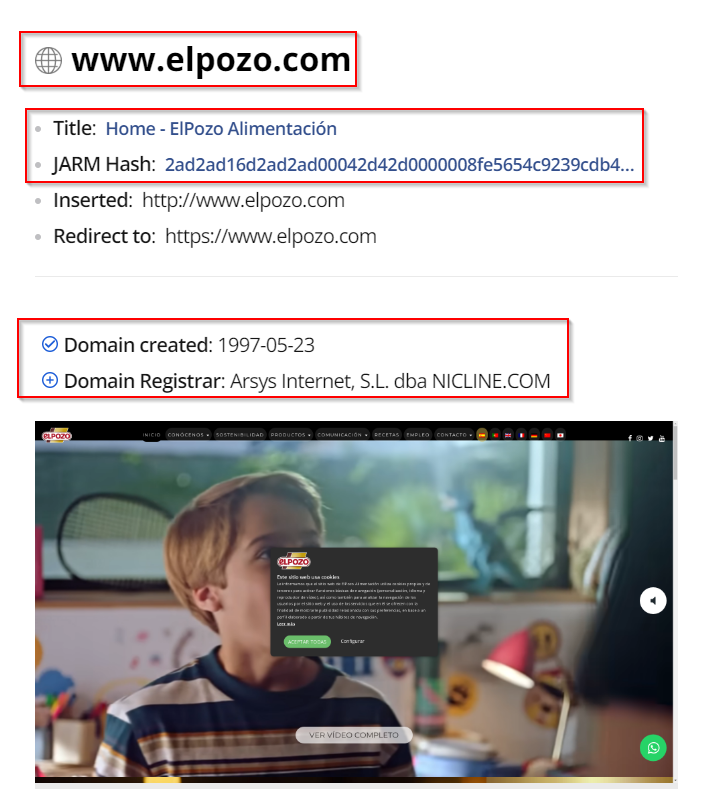 www.elpozo.com
Title: Home - ElPozo Alimentación
JARM Hash: 2ad2ad16d2ad2ad00042d42d0000008fe5654c9239cdb4...
Inserted: http://www.elpozo.com
Redirect to: https://www.elpozo.com
Domain created: 1997-05-23
Domain Registrar: Arsys Internet, S.L. dba NICLINE.COM
ELPOZO INICIO CONÓCENOS SOSTENIBILIDAD PRODUCTOS COMUNICACIÓN RECETAS EMPLEO CONTACTO
ELPOZO
Este sitio web usa cookies
Leer más
ACEPTAR TODAS Configurar
VER VÍDEO COMPLETO